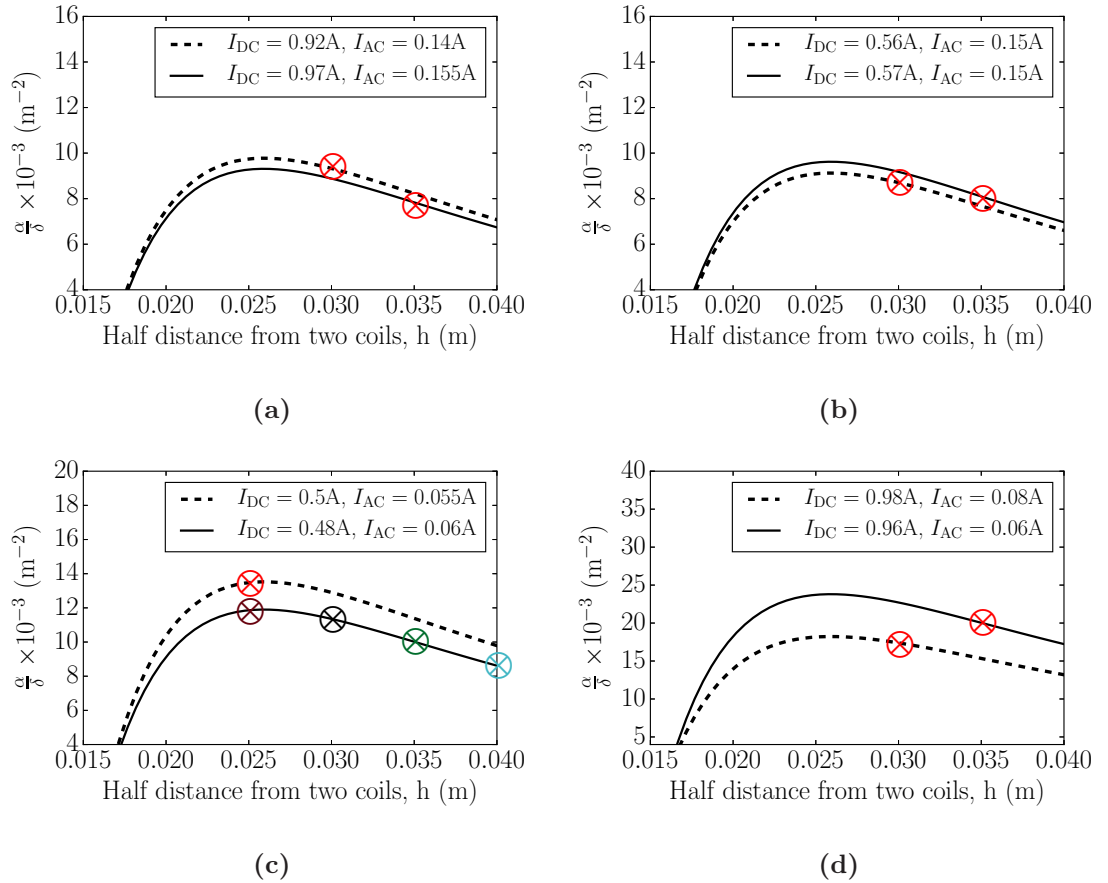 16
14
12
10
8
6
4
α/δ ×10⁻³ (m⁻²)
I_DC = 0.92A, I_AC = 0.14A
I_DC = 0.97A, I_AC = 0.155A
0.015 0.020 0.025 0.030 0.035 0.040
Half distance from two coils, h (m)
(a)
16
14
12
10
8
6
4
α/δ ×10⁻³ (m⁻²)
I_DC = 0.56A, I_AC = 0.15A
I_DC = 0.57A, I_AC = 0.15A
0.015 0.020 0.025 0.030 0.035 0.040
Half distance from two coils, h (m)
(b)
20
18
16
14
12
10
8
6
4
α/δ ×10⁻³ (m⁻²)
I_DC = 0.5A, I_AC = 0.055A
I_DC = 0.48A, I_AC = 0.06A
0.015 0.020 0.025 0.030 0.035 0.040
Half distance from two coils, h (m)
(c)
40
35
30
25
20
15
10
5
α/δ ×10⁻³ (m⁻²)
I_DC = 0.98A, I_AC = 0.08A
I_DC = 0.96A, I_AC = 0.06A
0.015 0.020 0.025 0.030 0.035 0.040
Half distance from two coils, h (m)
(d)